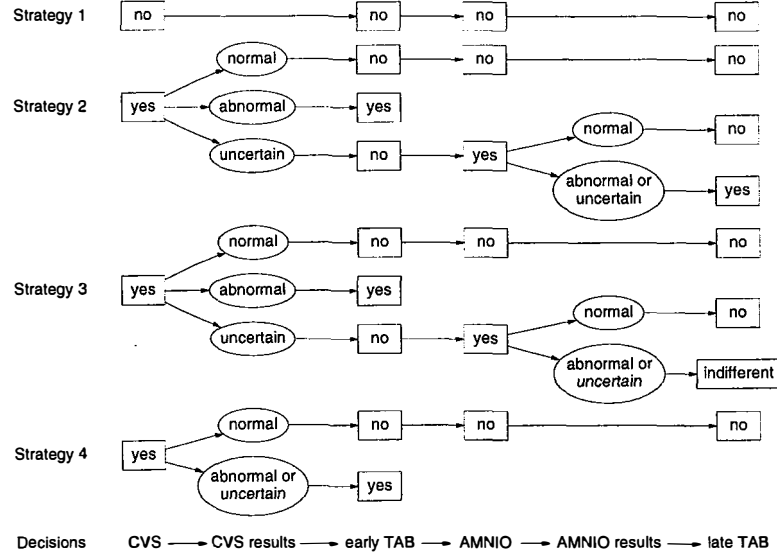 Strategy 1 no no no no
normal no no no
Strategy 2 yes abnormal yes
uncertain no yes normal no
abnormal or
uncertain yes
normal no no no
Strategy 3 yes abnormal yes
uncertain no yes normal no
abnormal or
uncertain indifferent
normal no no no
Strategy 4 yes
abnormal or
uncertain yes
Decisions CVS CVS results early TAB AMNIO AMNIO results late TAB